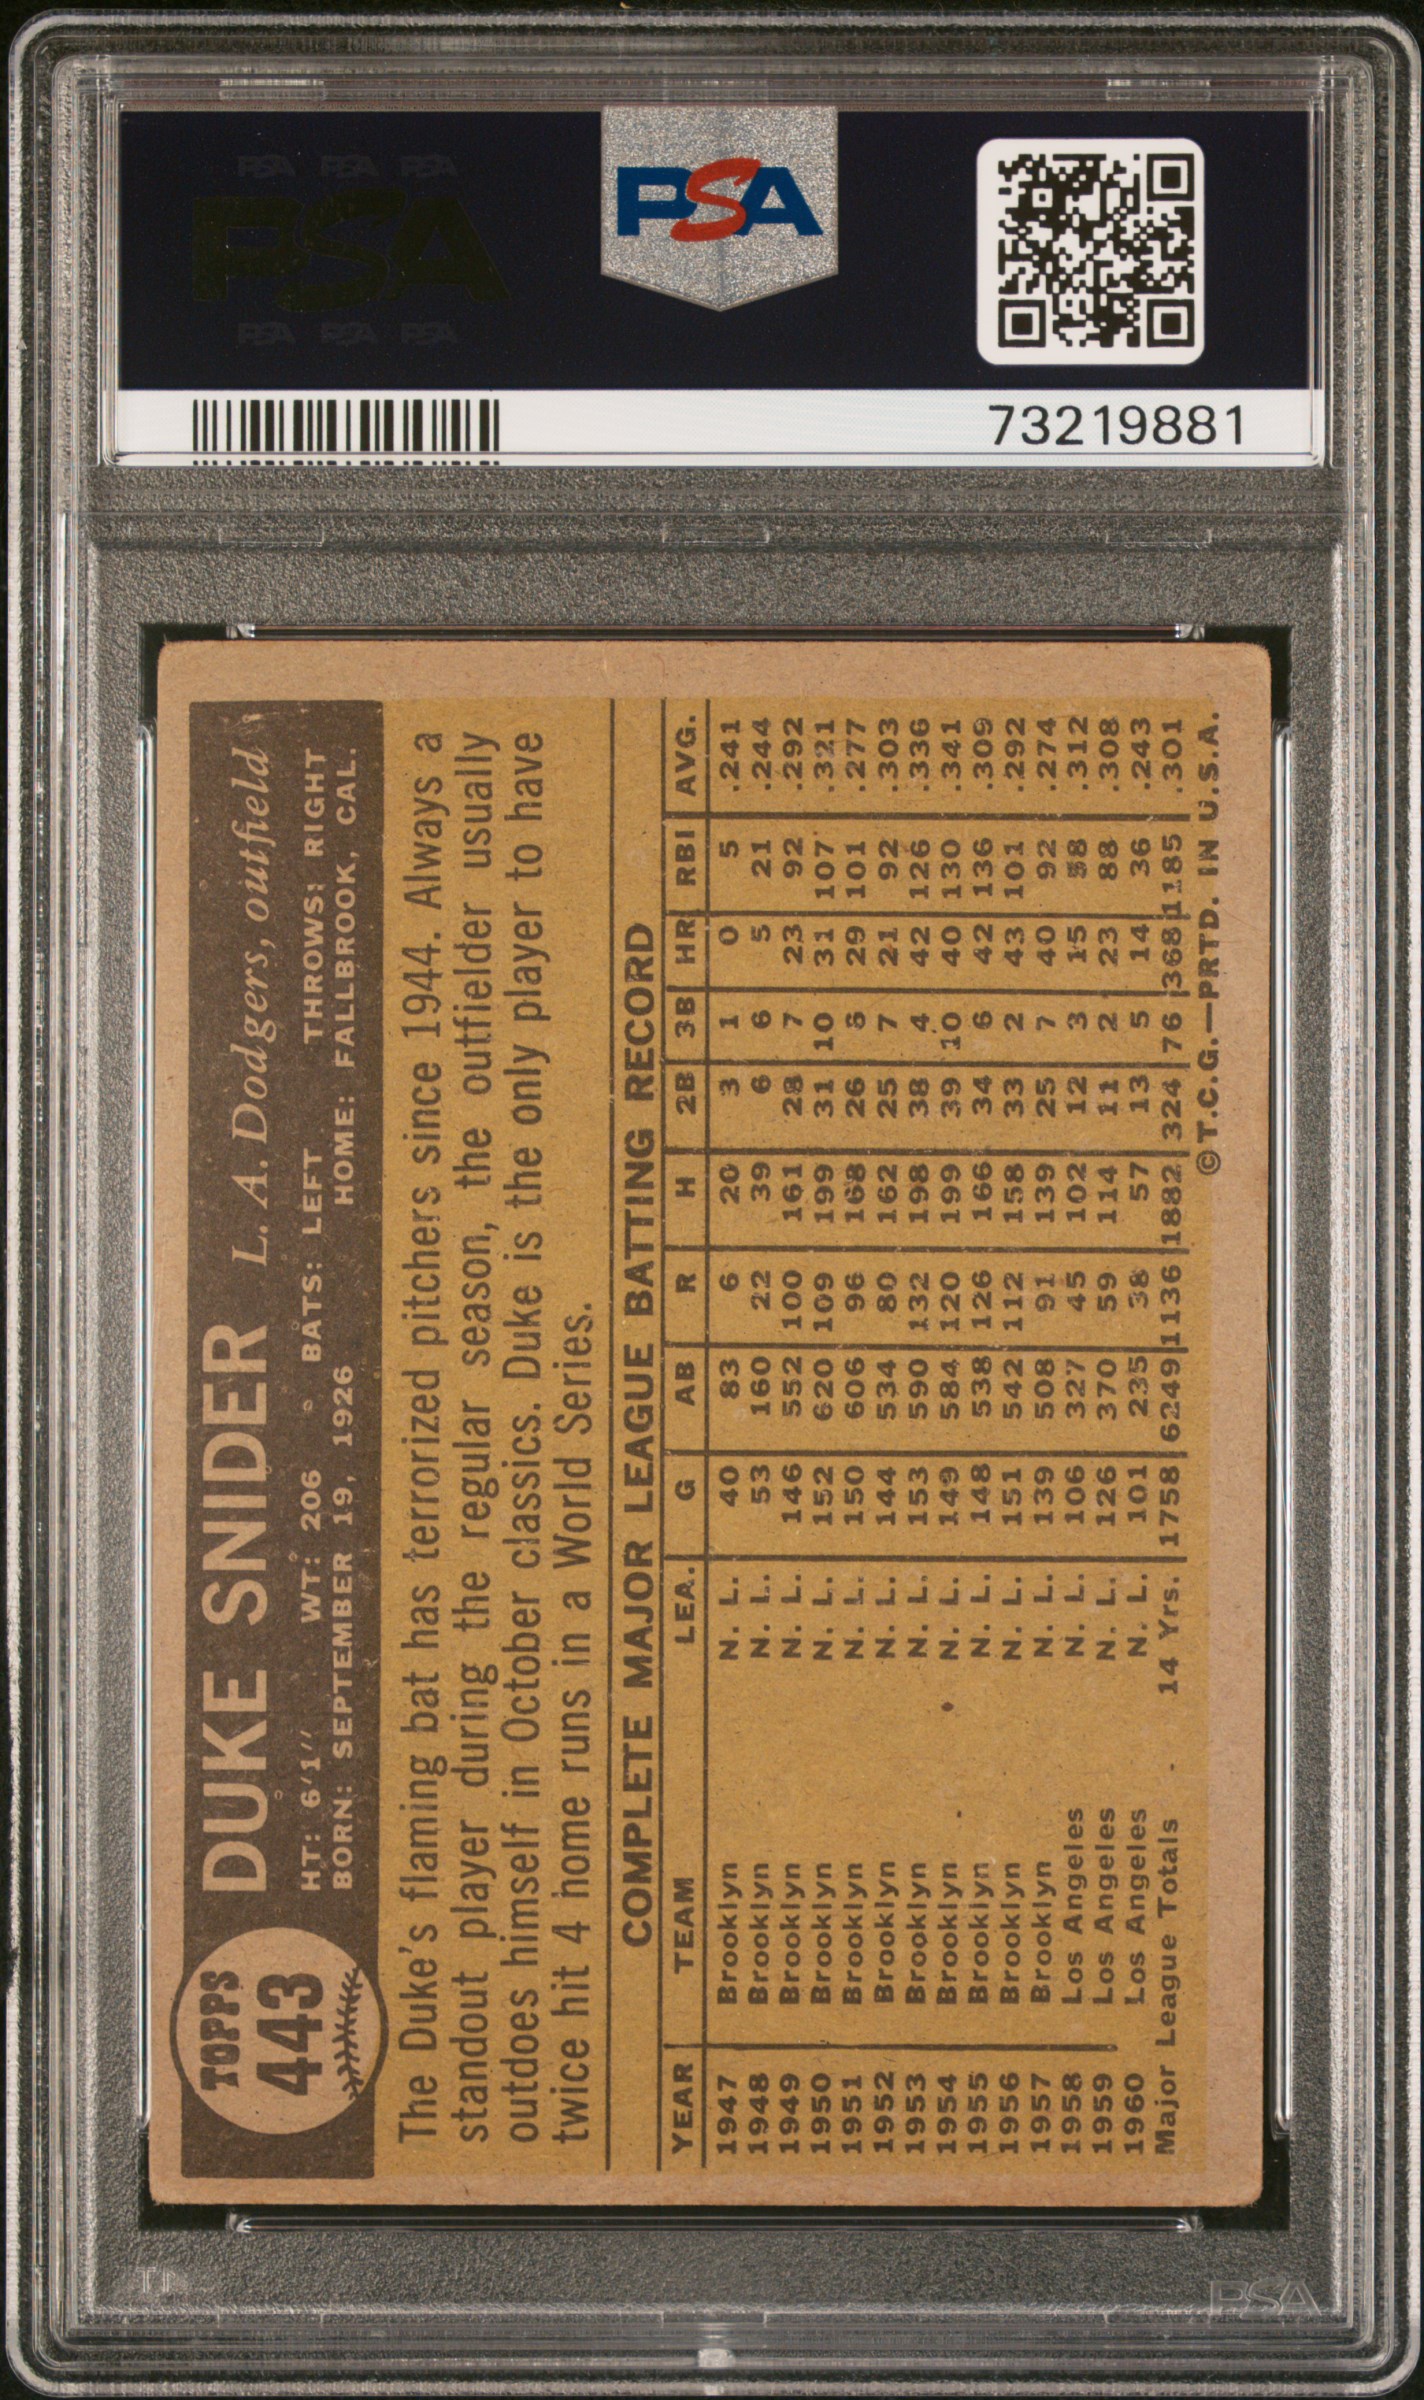 PSA PSA PSA
PSA
PSA PSA PSA
PSA
73219881
TOPPS
443
DUKE SNIDER L. A. Dodgers, outfield
HT: 6'1" WT: 206 BATS: LEFT THROWS: RIGHT
BORN: SEPTEMBER 19, 1926 HOME: FALLBROOK, CAL.
The Duke's flaming bat has terrorized pitchers since 1944. Always a
standout player during the regular season, the outfielder usually
outdoes himself in October classics. Duke is the only player to have
twice hit 4 home runs in a World Series.
COMPLETE MAJOR LEAGUE BATTING RECORD
YEAR TEAM LEA. G AB R H 2B 3B HR RBI AVG.
1947 Brooklyn N. L. 40 83 6 20 3 1 0 5 .241
1948 Brooklyn N. L. 53 160 22 39 6 6 5 21 .244
1949 Brooklyn N. L. 146 552 100 161 28 7 23 92 .292
1950 Brooklyn N. L. 152 620 109 199 31 10 31 107 .321
1951 Brooklyn N. L. 150 606 96 168 26 6 29 101 .277
1952 Brooklyn N. L. 144 534 80 162 25 7 21 92 .303
1953 Brooklyn N. L. 153 590 132 198 38 4 42 126 .336
1954 Brooklyn N. L. 149 584 120 199 39 10 40 130 .341
1955 Brooklyn N. L. 148 538 126 166 34 6 42 136 .309
1956 Brooklyn N. L. 151 542 112 158 33 2 43 101 .292
1957 Brooklyn N. L. 139 508 91 139 25 7 40 92 .274
1958 Los Angeles N. L. 106 327 45 102 12 3 15 58 .312
1959 Los Angeles N. L. 126 370 59 114 11 2 23 88 .308
1960 Los Angeles N. L. 101 235 38 57 13 5 14 36 .243
Major League Totals 14 Yrs. 1758 6249 1136 1882 324 76 368 1185 .301
© T.C.G.—PRTD. IN U.S.A.
PSA